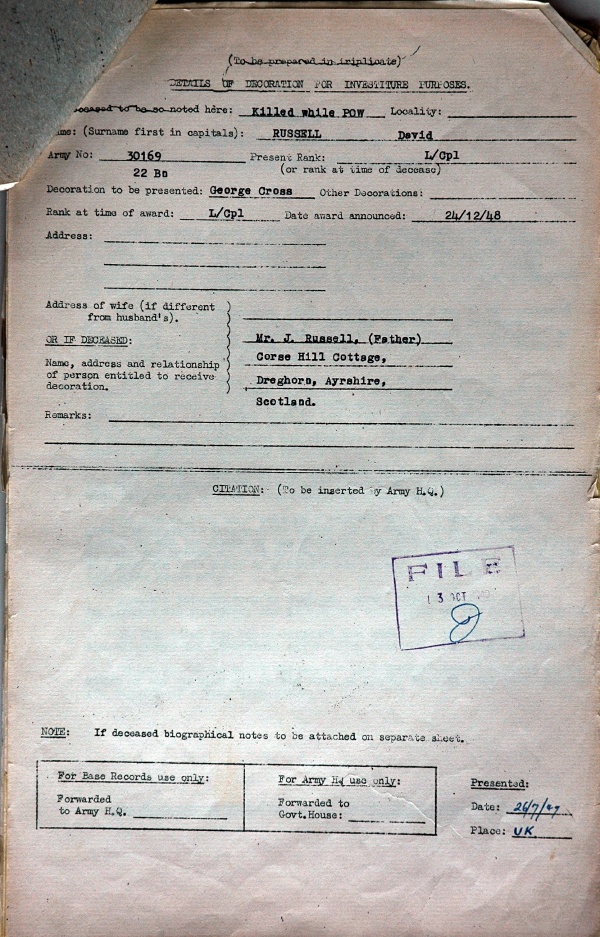 (To be prepared in triplicate)
DETAILS OF DECORATION FOR INVESTITURE PURPOSES.
to be so noted here: Killed while POW Locality:
(Surname first in capitals): RUSSELL David
Army No: 30169 Present Rank: L/Cpl
22 Bn (or rank at time of decease)
Decoration to be presented: George Cross Other Decorations:
Rank at time of award: L/Cpl Date award announced: 24/12/48
Address:
Address of wife (if different
from husband's).
OR IF DECEASED: Mr. J. Russell, (Father)
Corse Hill Cottage,
Name, address and relationship
of person entitled to receive Dreghorn, Ayrshire,
decoration.
Scotland.
Remarks:
CITATION: (To be inserted by Army H.Q.)
FILE
3 OCT
NOTE: If deceased biographical notes to be attached on separate sheet.
For Base Records use only: For Army HQ use only: Presented:
Forwarded Forwarded to Date: 26/7/49
to Army H.Q. Govt.House:
Place: UK